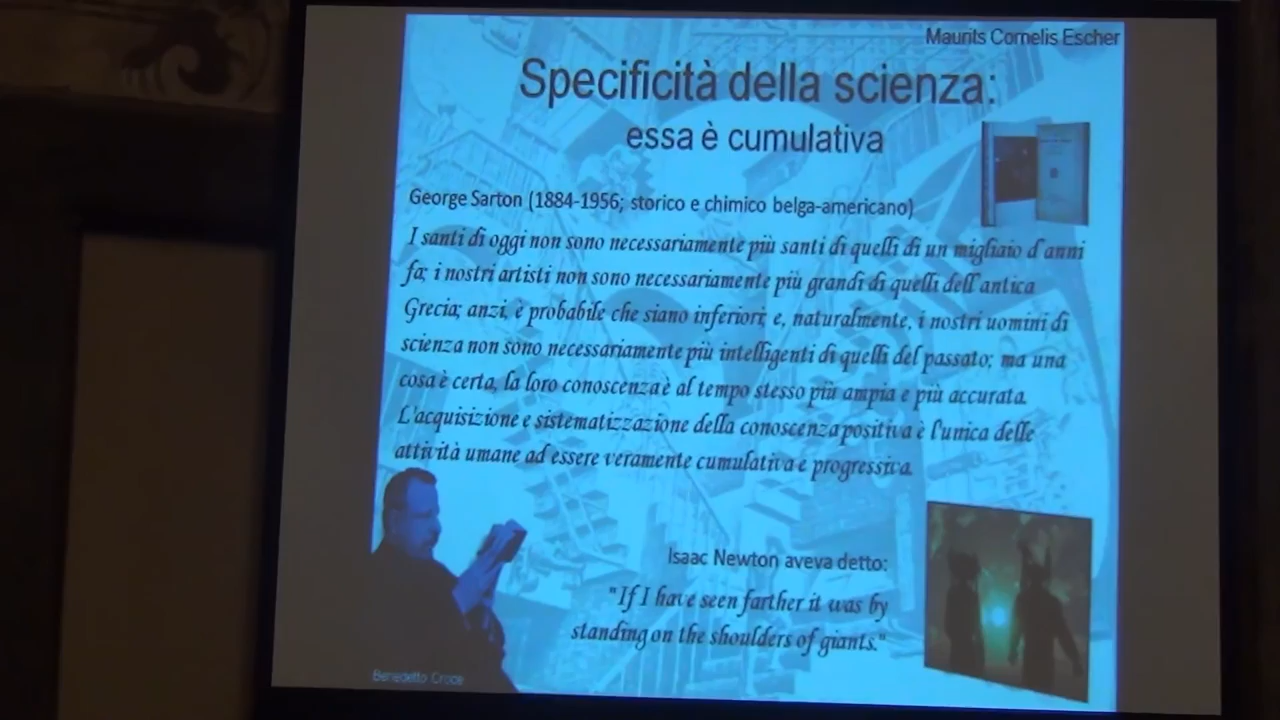 Maurits Cornelis Escher
Specificità della scienza:
essa è cumulativa
George Sarton (1884-1956; storico e chimico belga-americano)
I santi di oggi non sono necessariamente più santi di quelli di un migliaio d'anni
fa; i nostri artisti non sono necessariamente più grandi di quelli dell'antica
Grecia; anzi, è probabile che siano inferiori; e, naturalmente, i nostri uomini di
scienza non sono necessariamente più intelligenti di quelli del passato; ma una
cosa è certa, la loro conoscenza è al tempo stesso più ampia e più accurata.
L'acquisizione e sistematizzazione della conoscenza positiva è l'unica delle
attività umane ad essere veramente cumulativa e progressiva.
Isaac Newton aveva detto:
"If I have seen farther it was by
standing on the shoulders of giants."
Benedetto Croce